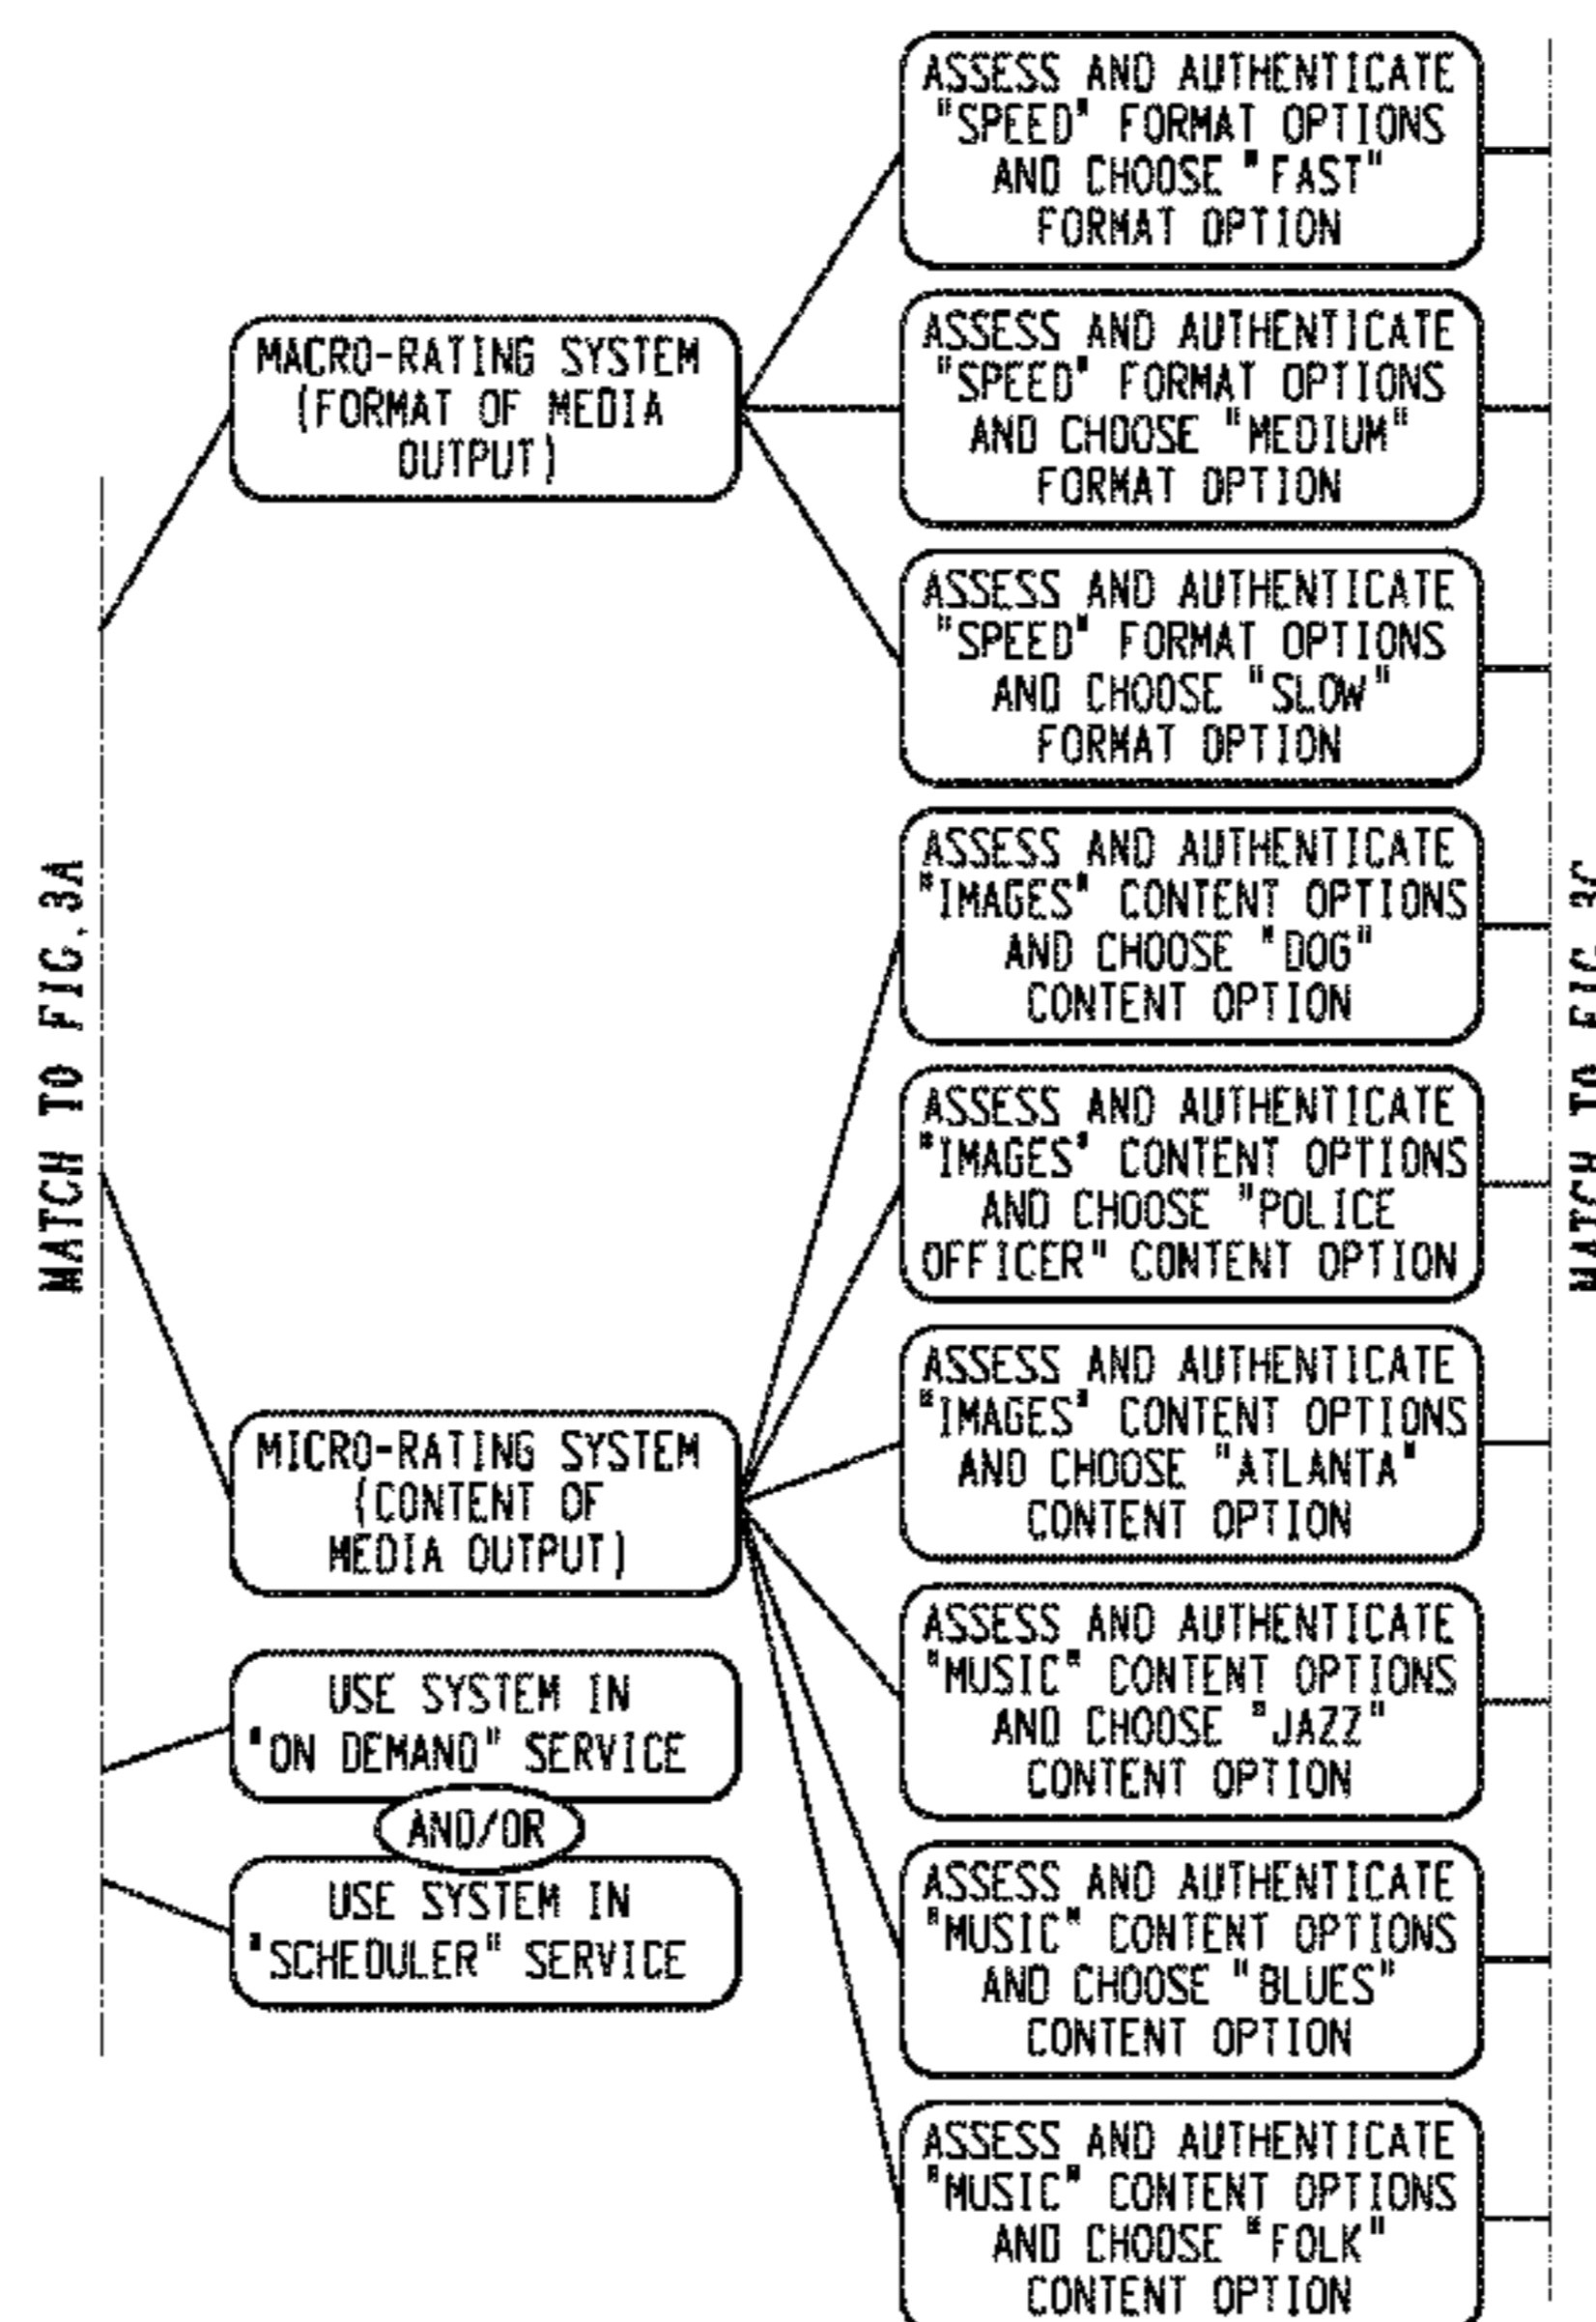 MATCH TO FIG. 3A
MACRO-RATING SYSTEM
(FORMAT OF MEDIA
OUTPUT)
MICRO-RATING SYSTEM
(CONTENT OF
MEDIA OUTPUT)
USE SYSTEM IN
"ON DEMAND" SERVICE
AND/OR
USE SYSTEM IN
"SCHEDULER" SERVICE
ASSESS AND AUTHENTICATE
"SPEED" FORMAT OPTIONS
AND CHOOSE "FAST"
FORMAT OPTION
ASSESS AND AUTHENTICATE
"SPEED" FORMAT OPTIONS
AND CHOOSE "MEDIUM"
FORMAT OPTION
ASSESS AND AUTHENTICATE
"SPEED" FORMAT OPTIONS
AND CHOOSE "SLOW"
FORMAT OPTION
ASSESS AND AUTHENTICATE
"IMAGES" CONTENT OPTIONS
AND CHOOSE "DOG"
CONTENT OPTION
ASSESS AND AUTHENTICATE
"IMAGES" CONTENT OPTIONS
AND CHOOSE "POLICE
OFFICER" CONTENT OPTION
ASSESS AND AUTHENTICATE
"IMAGES" CONTENT OPTIONS
AND CHOOSE "ATLANTA"
CONTENT OPTION
ASSESS AND AUTHENTICATE
"MUSIC" CONTENT OPTIONS
AND CHOOSE "JAZZ"
CONTENT OPTION
ASSESS AND AUTHENTICATE
"MUSIC" CONTENT OPTIONS
AND CHOOSE "BLUES"
CONTENT OPTION
ASSESS AND AUTHENTICATE
"MUSIC" CONTENT OPTIONS
AND CHOOSE "FOLK"
CONTENT OPTION
MATCH TO FIG. 3C